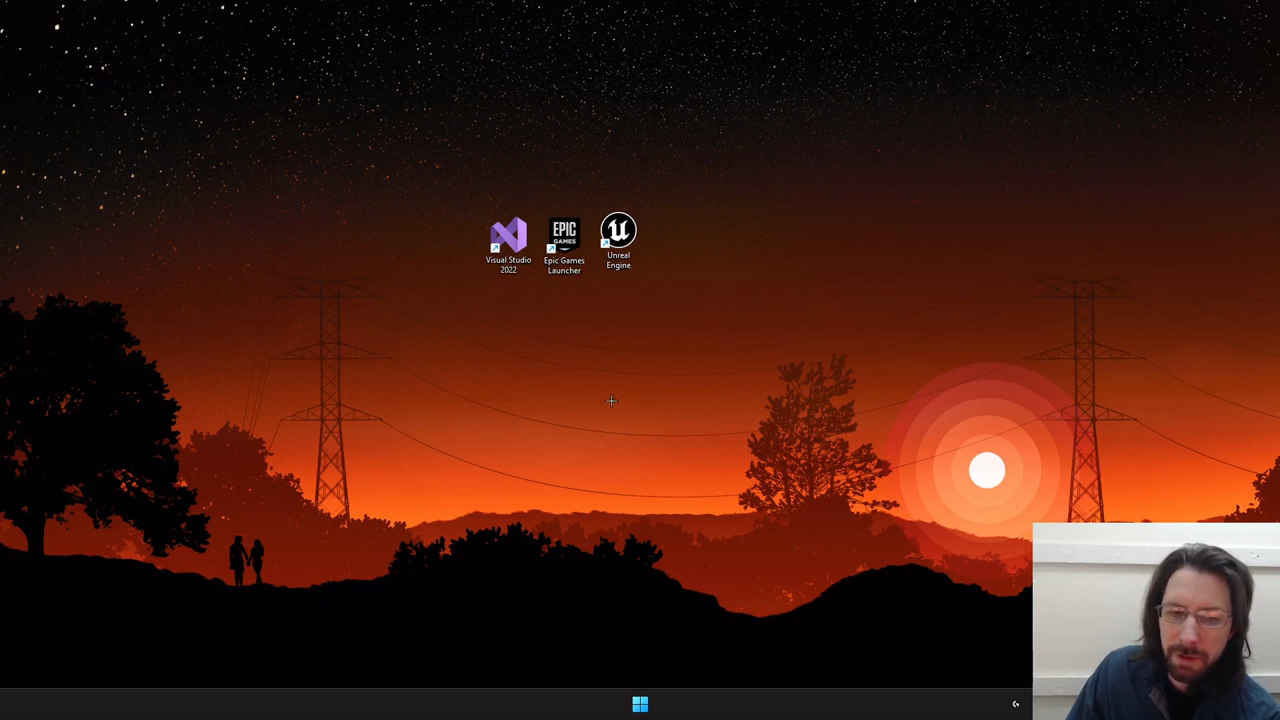 EPIC
GAMES
Visual Studio
2022
Epic Games
Launcher
Unreal
Engine